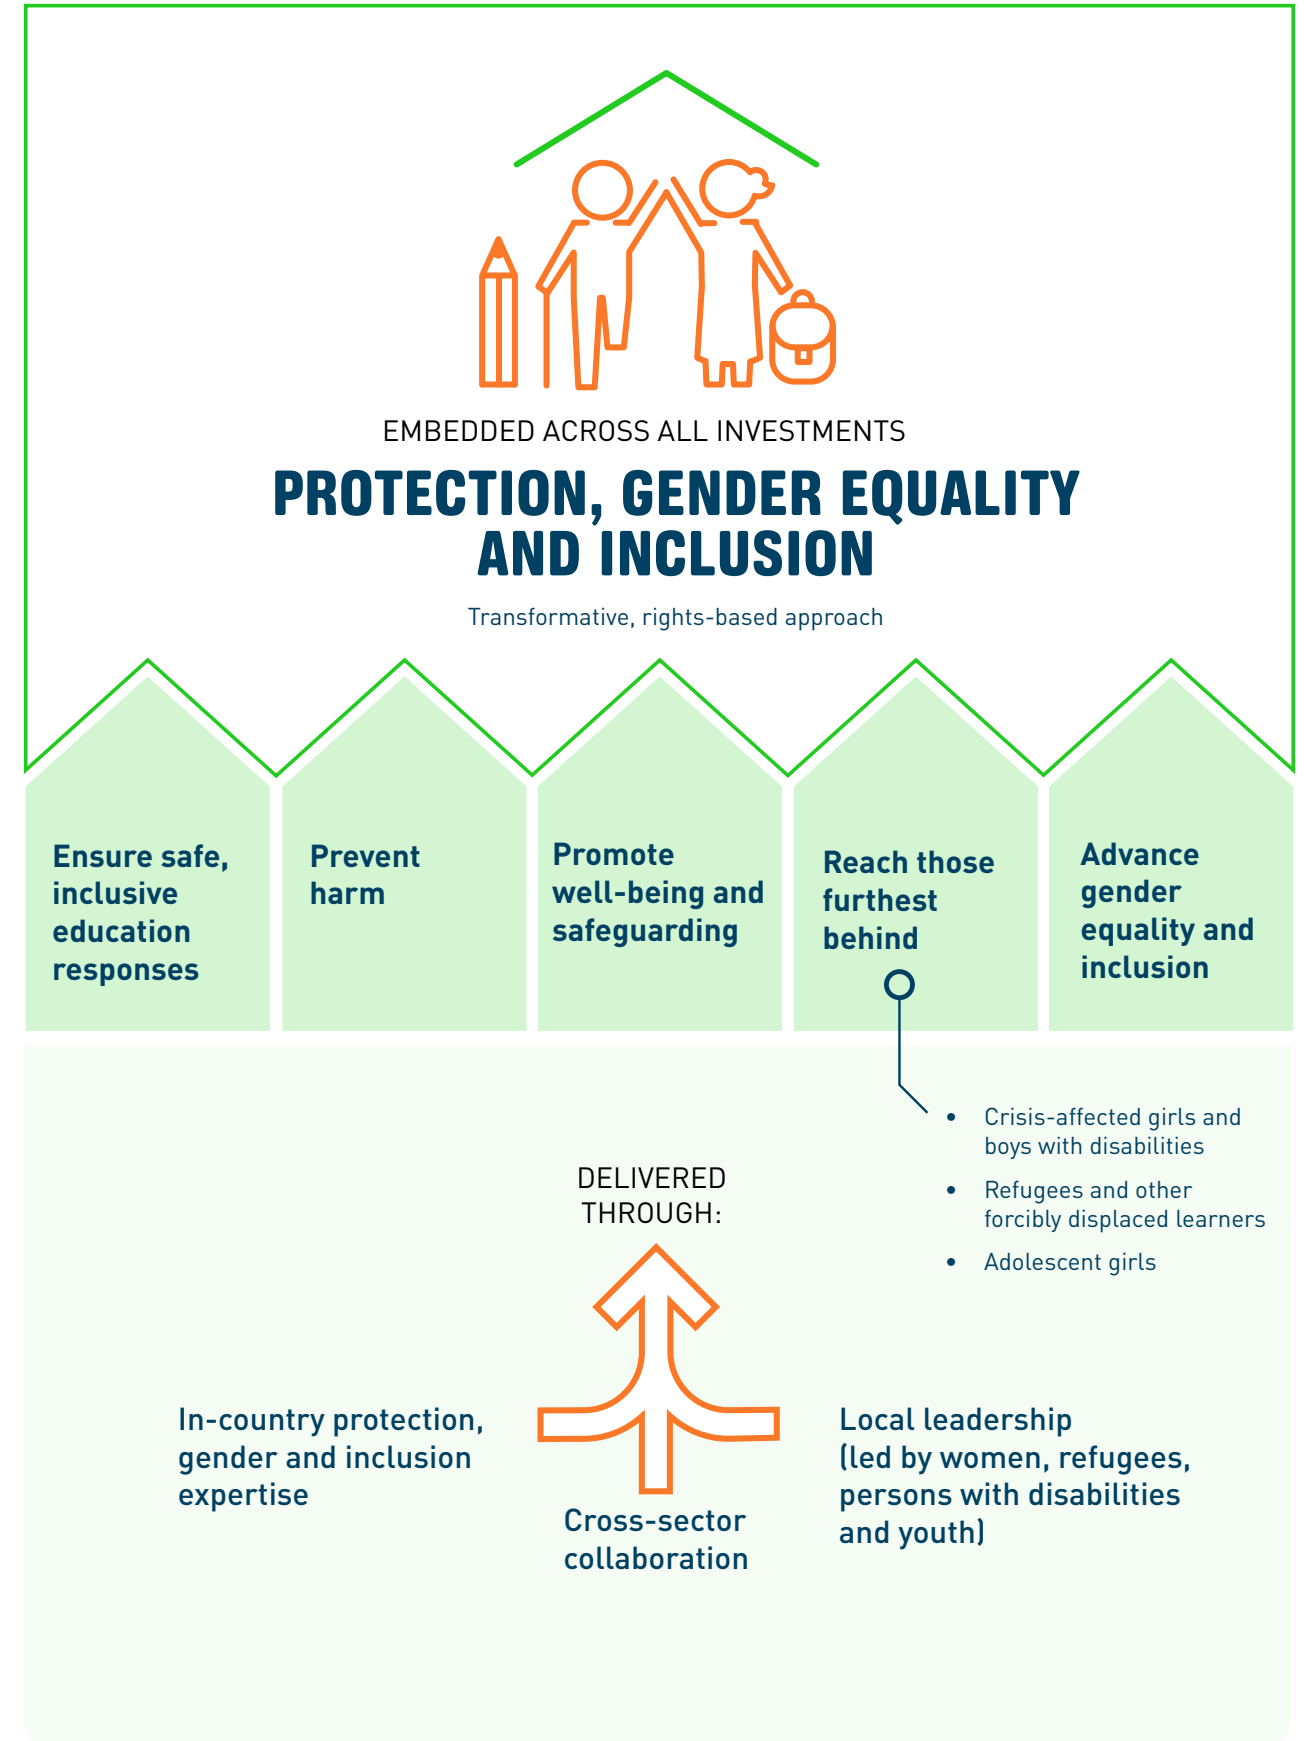 EMBEDDED ACROSS ALL INVESTMENTS
PROTECTION, GENDER EQUALITY
AND INCLUSION
Transformative, rights-based approach
Ensure safe,
inclusive
education
responses
Prevent
harm
Promote
well-being and
safeguarding
Reach those
furthest
behind
Advance
gender
equality and
inclusion
• Crisis-affected girls and
boys with disabilities
• Refugees and other
forcibly displaced learners
• Adolescent girls
DELIVERED
THROUGH:
In-country protection,
gender and inclusion
expertise
Cross-sector
collaboration
Local leadership
(led by women, refugees,
persons with disabilities
and youth)